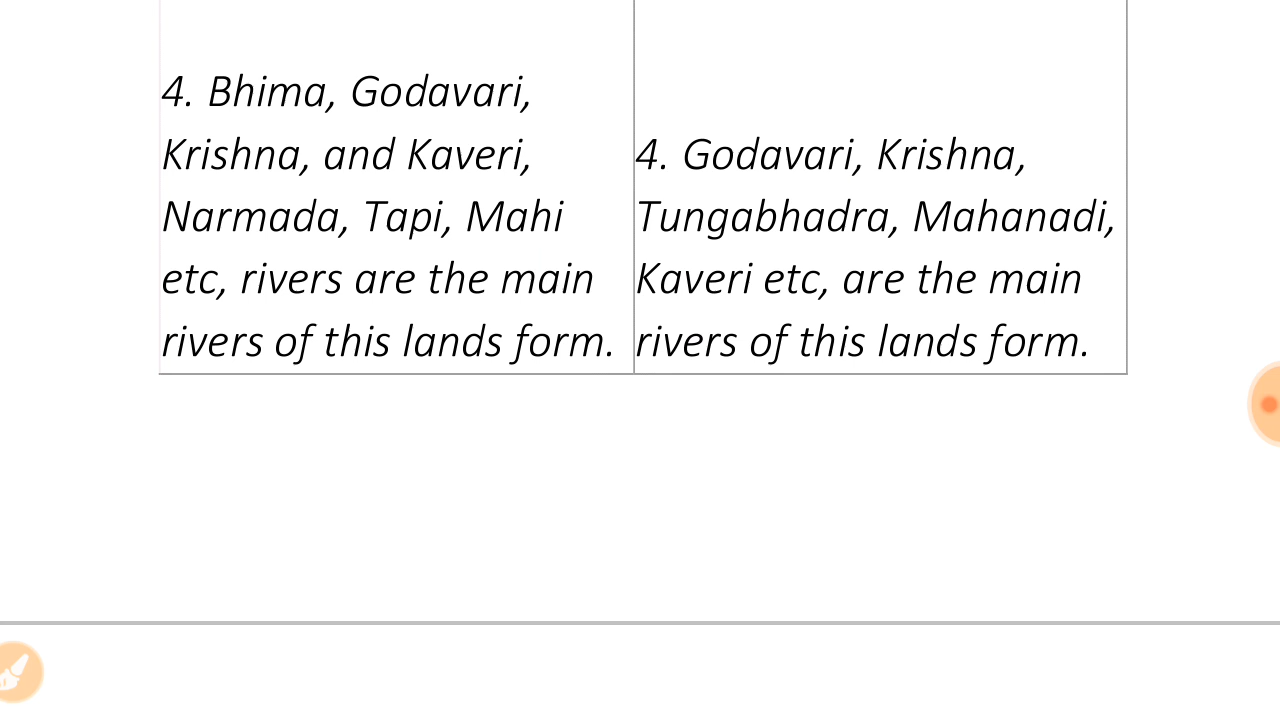 4. Bhima, Godavari,
Krishna, and Kaveri,
Narmada, Tapi, Mahi
etc, rivers are the main
rivers of this lands form.
4. Godavari, Krishna,
Tungabhadra, Mahanadi,
Kaveri etc, are the main
rivers of this lands form.